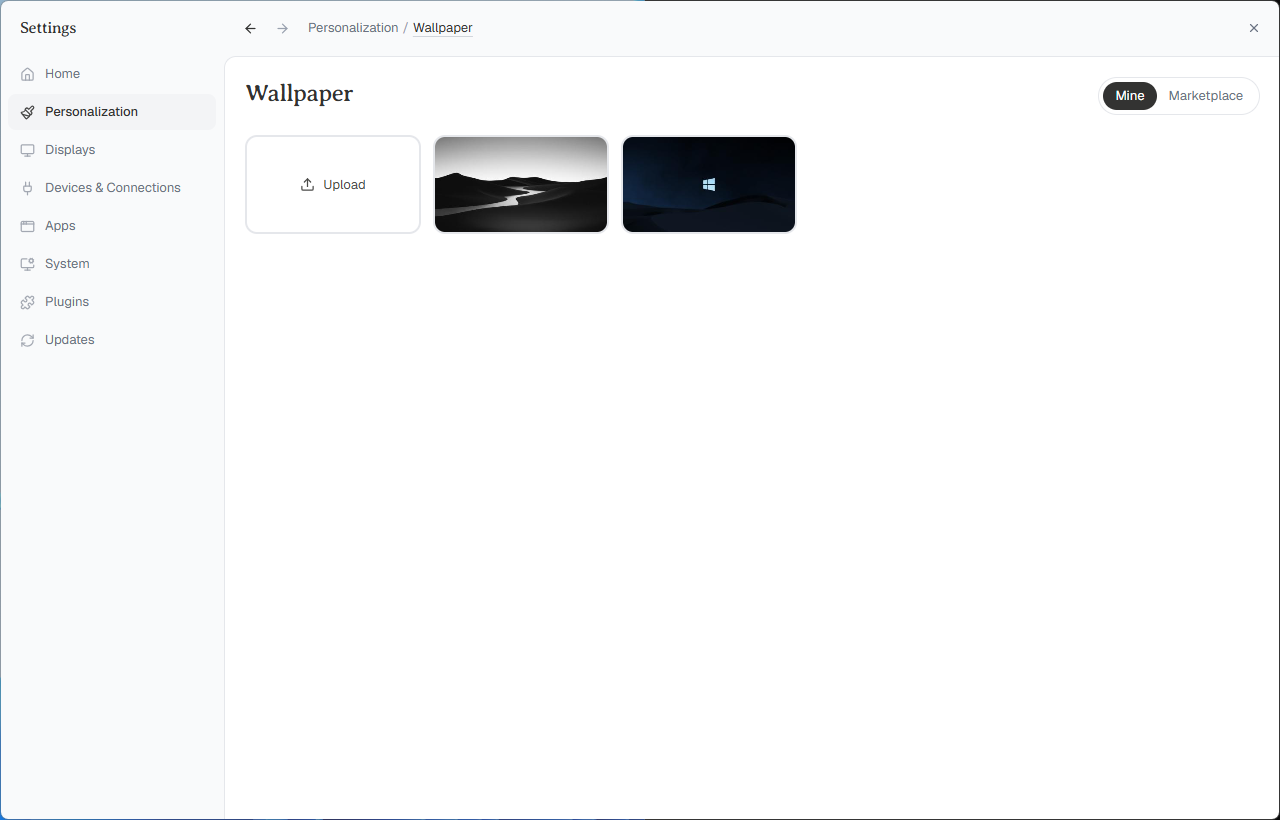 Settings
Personalization / Wallpaper
Home
Personalization
Displays
Devices & Connections
Apps
System
Plugins
Updates
Wallpaper
Mine
Marketplace
Upload